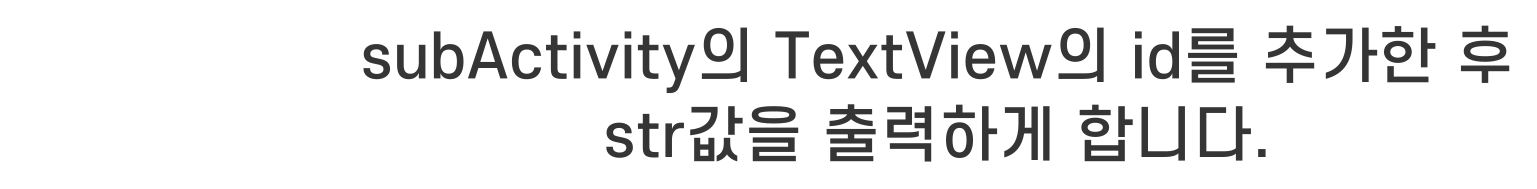 subActivity의 TextView의 id를 추가한 후
str값을 출력하게 합니다.